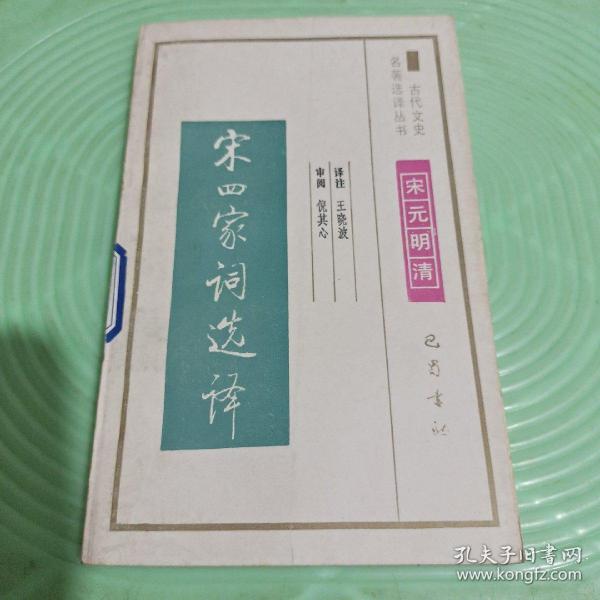 古代文史
名著选译丛书
宋元明清
译注 王晓波
审阅 倪其心
宋四家词选译
巴蜀书社
孔夫子旧书网
www.kongfz.com